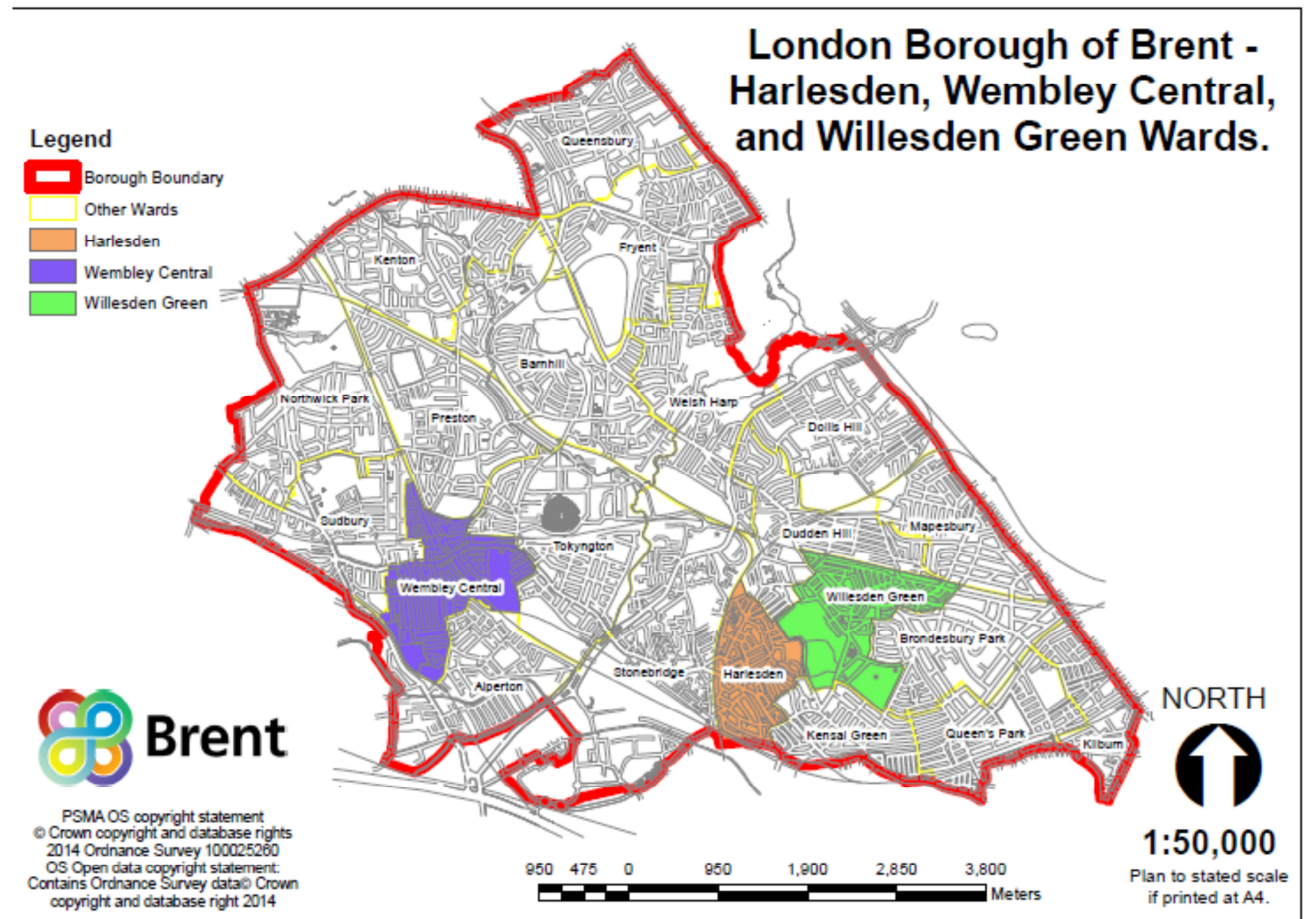 London Borough of Brent -
Harlesden, Wembley Central,
and Willesden Green Wards.
Legend
Borough Boundary
Other Wards
Harlesden
Wembley Central
Willesden Green
Queensbury
Fryent
Kenton
Barnhill
Northwick Park
Preston
Welsh Harp
Dollis Hill
Sudbury
Tokyngton
Dudden Hill
Mapesbury
Wembley Central
Willesden Green
Brondesbury Park
Stonebridge
Harlesden
Alperton
Kensal Green
Queen's Park
Kilburn
Brent
PSMA OS copyright statement
© Crown copyright and database rights
2014 Ordnance Survey 100025260
OS Open data copyright statement:
Contains Ordnance Survey data© Crown
copyright and database right 2014
950 475 0 950 1,900 2,850 3,800
Meters
NORTH
1:50,000
Plan to stated scale
if printed at A4.